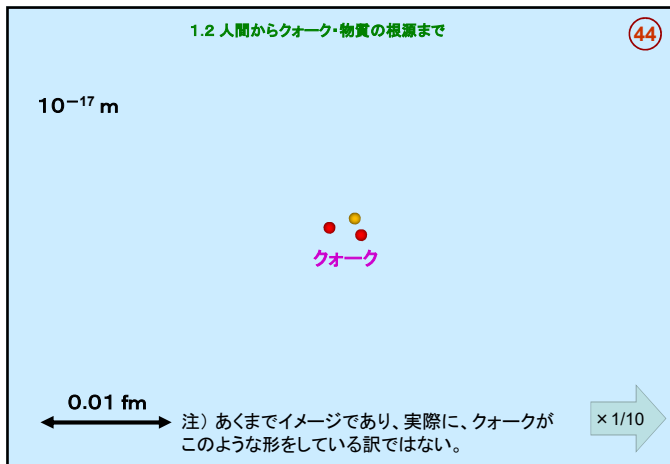 1.2 人間からクォーク・物質の根源まで
44
10⁻¹⁷ m
クォーク
0.01 fm
注） あくまでイメージであり、実際に、クォークが
このような形をしている訳ではない。
×1/10